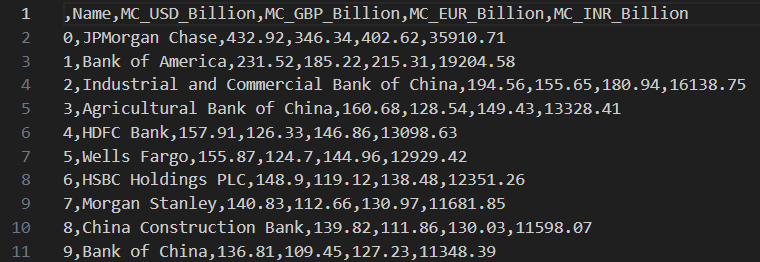 1 ,Name,MC_USD_Billion,MC_GBP_Billion,MC_EUR_Billion,MC_INR_Billion
2 0,JPMorgan Chase,432.92,346.34,402.62,35910.71
3 1,Bank of America,231.52,185.22,215.31,19204.58
4 2,Industrial and Commercial Bank of China,194.56,155.65,180.94,16138.75
5 3,Agricultural Bank of China,160.68,128.54,149.43,13328.41
6 4,HDFC Bank,157.91,126.33,146.86,13098.63
7 5,Wells Fargo,155.87,124.7,144.96,12929.42
8 6,HSBC Holdings PLC,148.9,119.12,138.48,12351.26
9 7,Morgan Stanley,140.83,112.66,130.97,11681.85
10 8,China Construction Bank,139.82,111.86,130.03,11598.07
11 9,Bank of China,136.81,109.45,127.23,11348.39